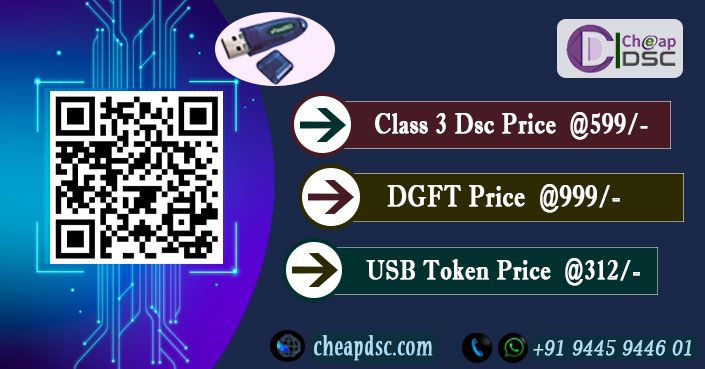 Cheap
DSC
Class 3 Dsc Price @599/-
DGFT Price @999/-
USB Token Price @312/-
cheapdsc.com
+91 9445 9446 01